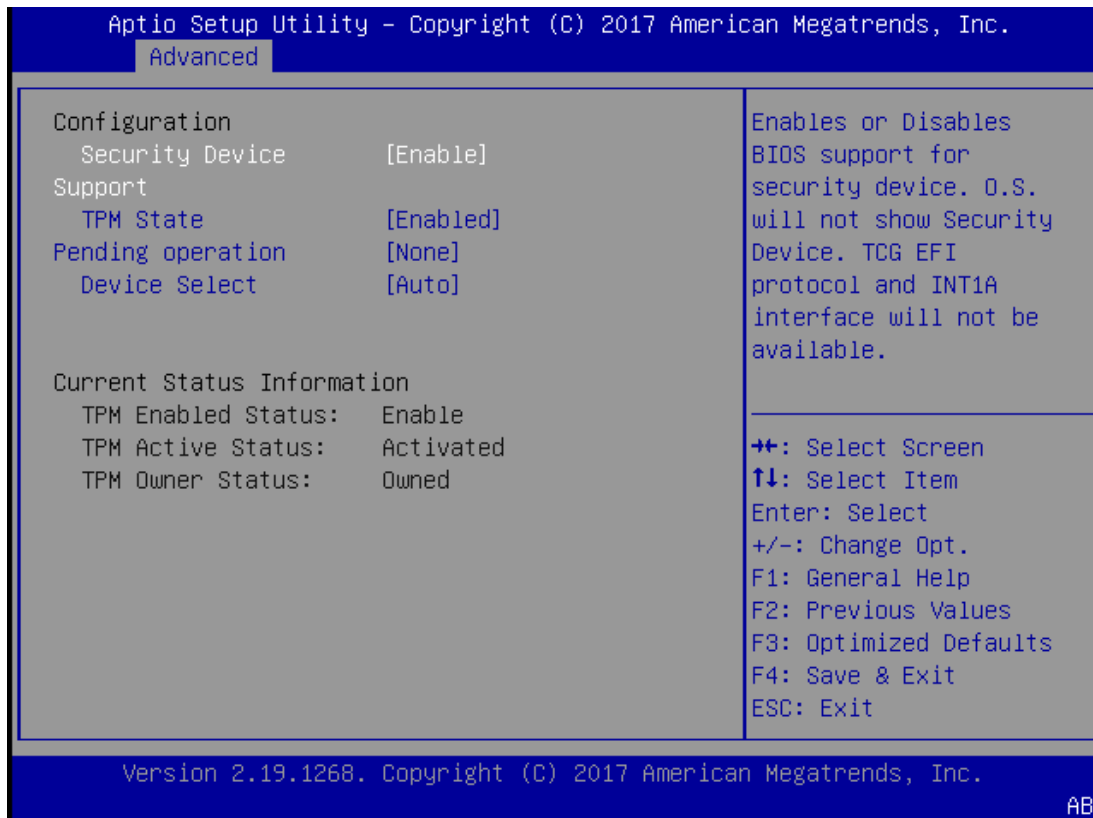 Aptio Setup Utility – Copyright (C) 2017 American Megatrends, Inc.
Advanced
Configuration
Security Device [Enable]
Support
TPM State [Enabled]
Pending operation [None]
Device Select [Auto]
Current Status Information
TPM Enabled Status: Enable
TPM Active Status: Activated
TPM Owner Status: Owned
Enables or Disables
BIOS support for
security device. O.S.
will not show Security
Device. TCG EFI
protocol and INT1A
interface will not be
available.
→←: Select Screen
↑↓: Select Item
Enter: Select
+/-: Change Opt.
F1: General Help
F2: Previous Values
F3: Optimized Defaults
F4: Save & Exit
ESC: Exit
Version 2.19.1268. Copyright (C) 2017 American Megatrends, Inc.
AB